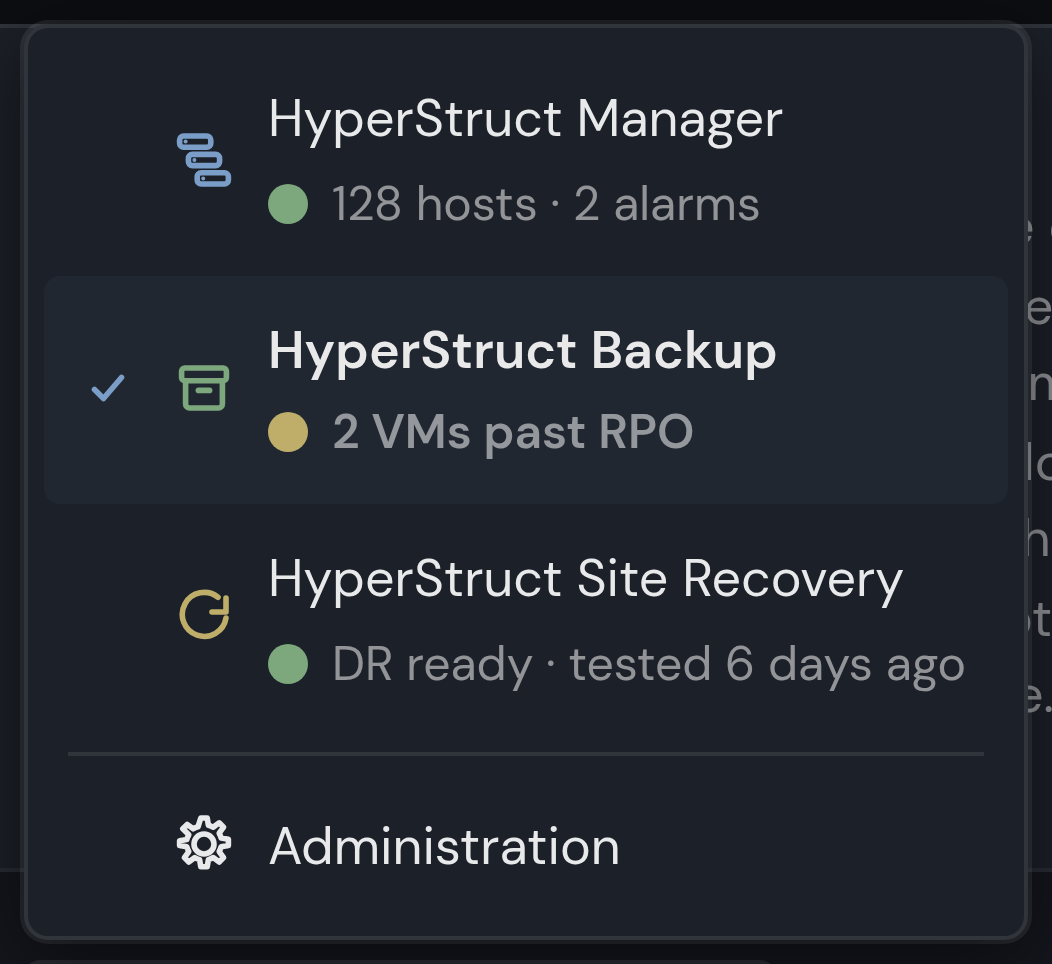 HyperStruct Manager
128 hosts · 2 alarms
HyperStruct Backup
2 VMs past RPO
HyperStruct Site Recovery
DR ready · tested 6 days ago
Administration